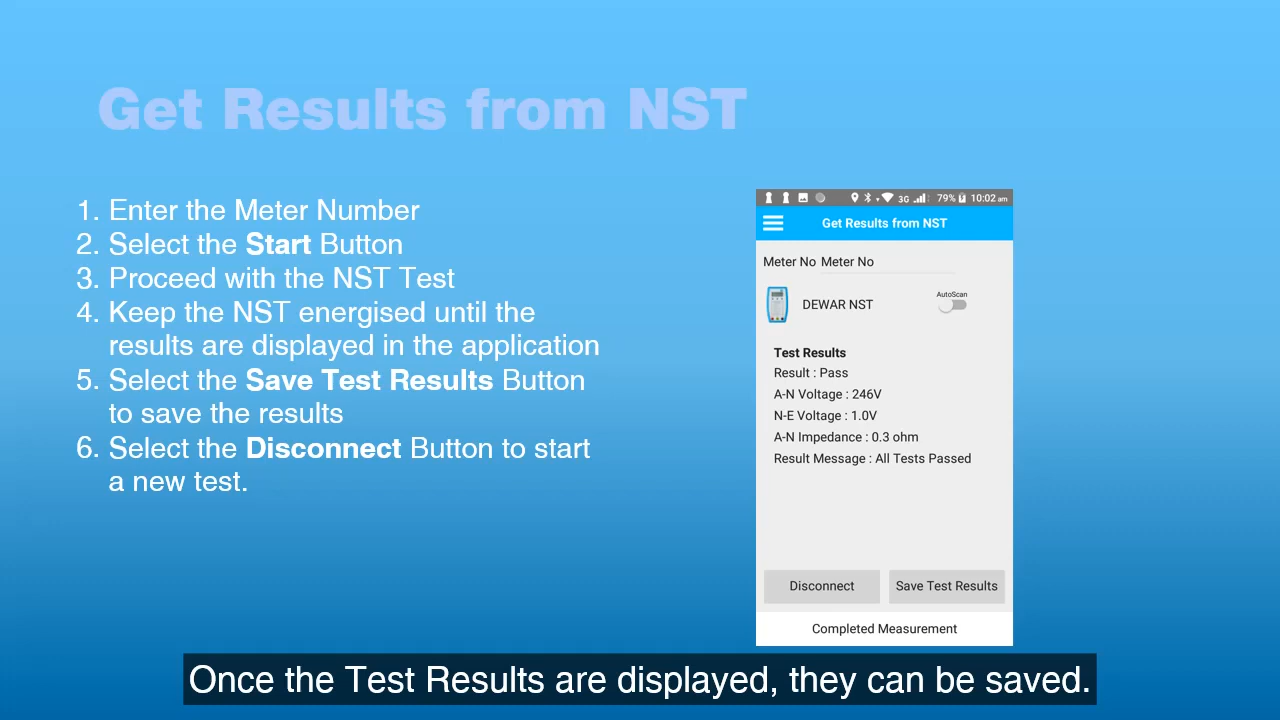 Get Results from NST
1. Enter the Meter Number
2. Select the Start Button
3. Proceed with the NST Test
4. Keep the NST energised until the
results are displayed in the application
5. Select the Save Test Results Button
to save the results
6. Select the Disconnect Button to start
a new test.
3G 79% 10:02 am
Get Results from NST
Meter No Meter No
DEWAR NST
AutoScan
Test Results
Result : Pass
A-N Voltage : 246V
N-E Voltage : 1.0V
A-N Impedance : 0.3 ohm
Result Message : All Tests Passed
Disconnect Save Test Results
Completed Measurement
Once the Test Results are displayed, they can be saved.